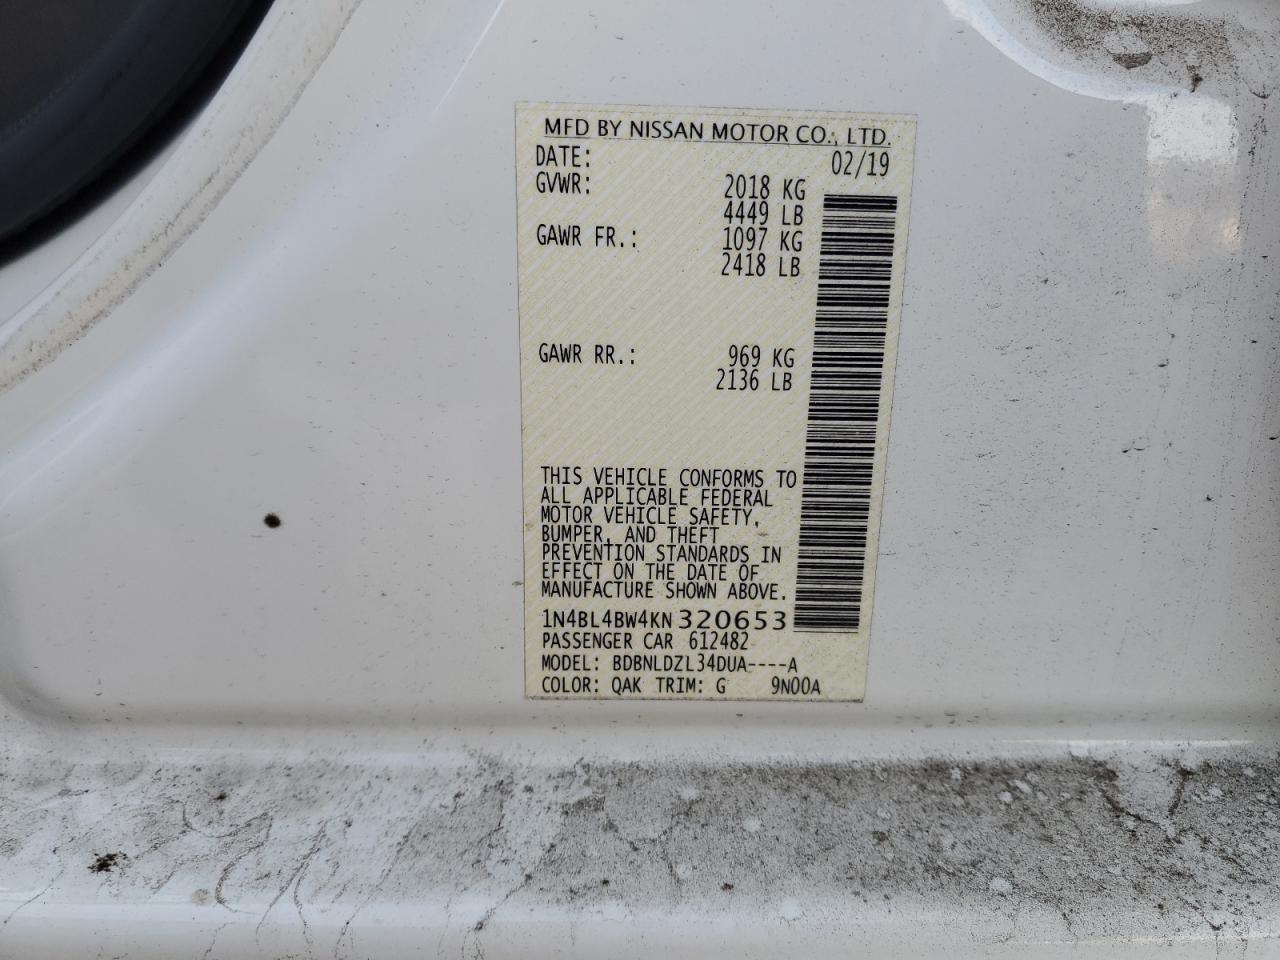 MFD BY NISSAN MOTOR CO., LTD.
DATE: 02/19
GVWR: 2018 KG
4449 LB
GAWR FR.: 1097 KG
2418 LB
GAWR RR.: 969 KG
2136 LB
THIS VEHICLE CONFORMS TO
ALL APPLICABLE FEDERAL
MOTOR VEHICLE SAFETY,
BUMPER, AND THEFT
PREVENTION STANDARDS IN
EFFECT ON THE DATE OF
MANUFACTURE SHOWN ABOVE.
1N4BL4BW4KN320653
PASSENGER CAR 612482
MODEL: BDBNLDZL34DUA----A
COLOR: QAK TRIM: G 9N00A